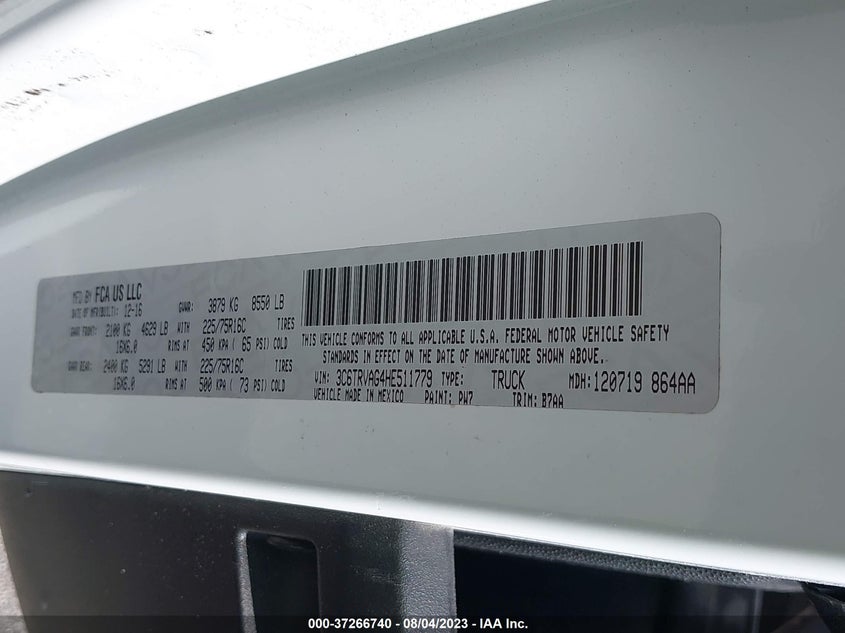 MFD BY FCA US LLC
DATE OF MFR(BUILT): 12-16 GVWR: 3879 KG 8550 LB
GAWR FRONT: 2100 KG 4629 LB WITH 225/75R16C TIRES
16X6.0 RIMS AT 450 KPA ( 65 PSI) COLD
GAWR REAR: 2400 KG 5291 LB WITH 225/75R16C TIRES
16X6.0 RIMS AT 500 KPA ( 73 PSI) COLD
THIS VEHICLE CONFORMS TO ALL APPLICABLE U.S.A. FEDERAL MOTOR VEHICLE SAFETY
STANDARDS IN EFFECT ON THE DATE OF MANUFACTURE SHOWN ABOVE.
VIN: 3C6TRVAG4HE511779 TYPE: TRUCK MDH:120719 864AA
VEHICLE MADE IN MEXICO PAINT: PW7 TRIM: B7AA
000-37266740 - 08/04/2023 - IAA Inc.